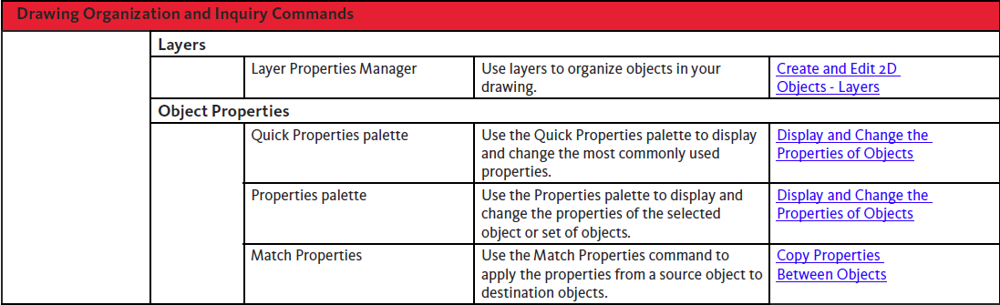 Drawing Organization and Inquiry Commands
Layers
Layer Properties Manager
Use layers to organize objects in your
drawing.
Create and Edit 2D
Objects - Layers
Object Properties
Quick Properties palette
Use the Quick Properties palette to display
and change the most commonly used
properties.
Display and Change the
Properties of Objects
Properties palette
Use the Properties palette to display and
change the properties of the selected
object or set of objects.
Display and Change the
Properties of Objects
Match Properties
Use the Match Properties command to
apply the properties from a source object to
destination objects.
Copy Properties
Between Objects